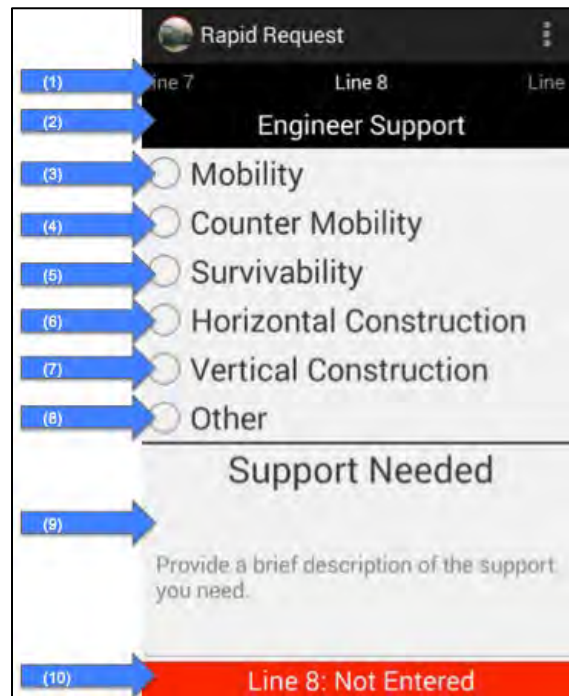 Rapid Request
(1)
ine 7 Line 8 Line
(2)
Engineer Support
(3)
Mobility
(4)
Counter Mobility
(5)
Survivability
(6)
Horizontal Construction
(7)
Vertical Construction
(8)
Other
Support Needed
(9)
Provide a brief description of the support
you need.
(10)
Line 8: Not Entered